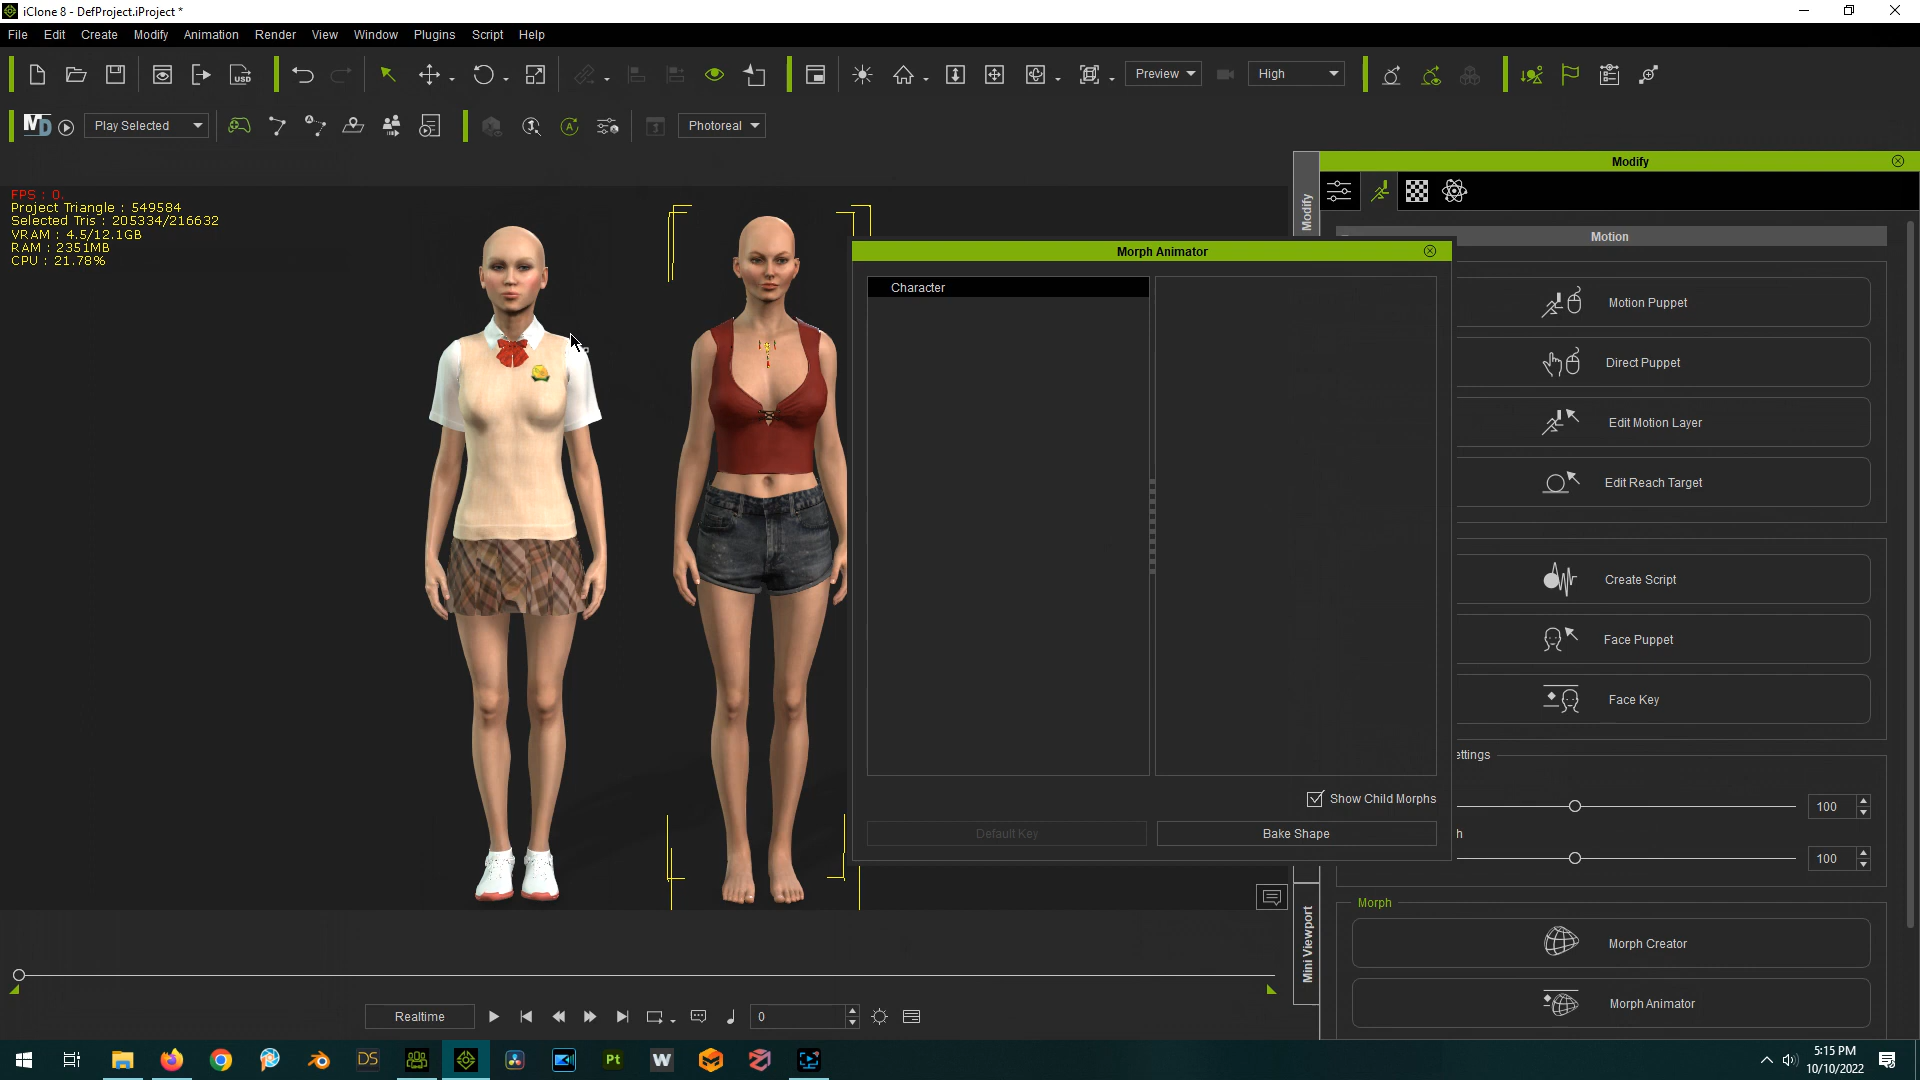 iClone 8 - DefProject.iProject *
File Edit Create Modify Animation Render View Window Plugins Script Help
USD
Preview
High
MD
Play Selected
Photoreal
Modify
Modify
FPS : 0.
Project Triangle : 549584
Selected Tris : 205334/216632
VRAM : 4.5/12.1GB
RAM : 2351MB
CPU : 21.78%
Motion
Morph Animator
Character
Motion Puppet
Direct Puppet
Edit Motion Layer
Edit Reach Target
Create Script
Face Puppet
Face Key
ettings
Show Child Morphs
100
Default Key
Bake Shape
h
100
Morph
Mini Viewport
Morph Creator
Morph Animator
Realtime
0
DS
Pt
W
5:15 PM
10/10/2022